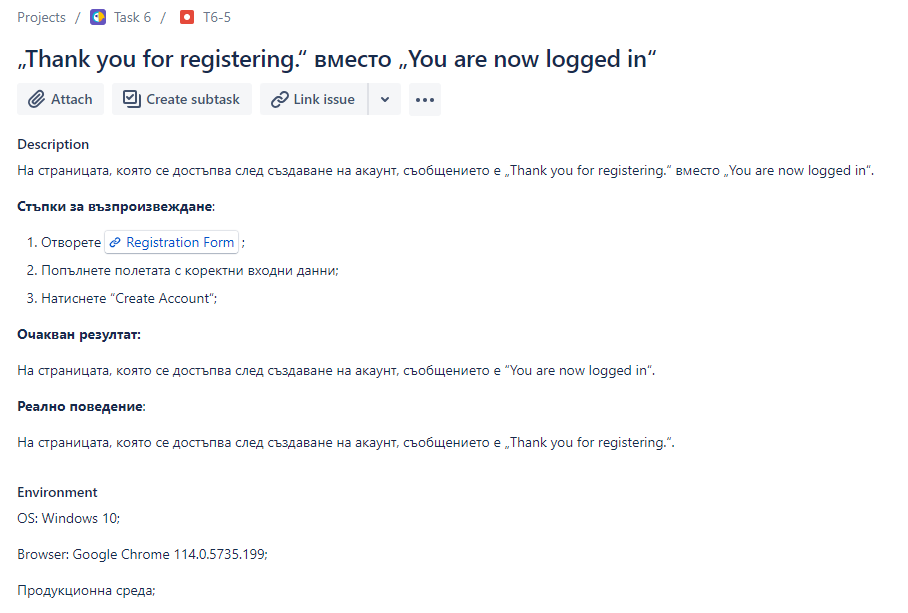 Projects / Task 6 / T6-5
„Thank you for registering.“ вместо „You are now logged in“
Attach Create subtask Link issue
Description
На страницата, която се достъпва след създаване на акаунт, съобщението е „Thank you for registering.“ вместо „You are now logged in“.
Стъпки за възпроизвеждане:
1. Отворете Registration Form ;
2. Попълнете полетата с коректни входни данни;
3. Натиснете “Create Account”;
Очакван резултат:
На страницата, която се достъпва след създаване на акаунт, съобщението е “You are now logged in”.
Реално поведение:
На страницата, която се достъпва след създаване на акаунт, съобщението е „Thank you for registering.“.
Environment
OS: Windows 10;
Browser: Google Chrome 114.0.5735.199;
Продукционна среда;